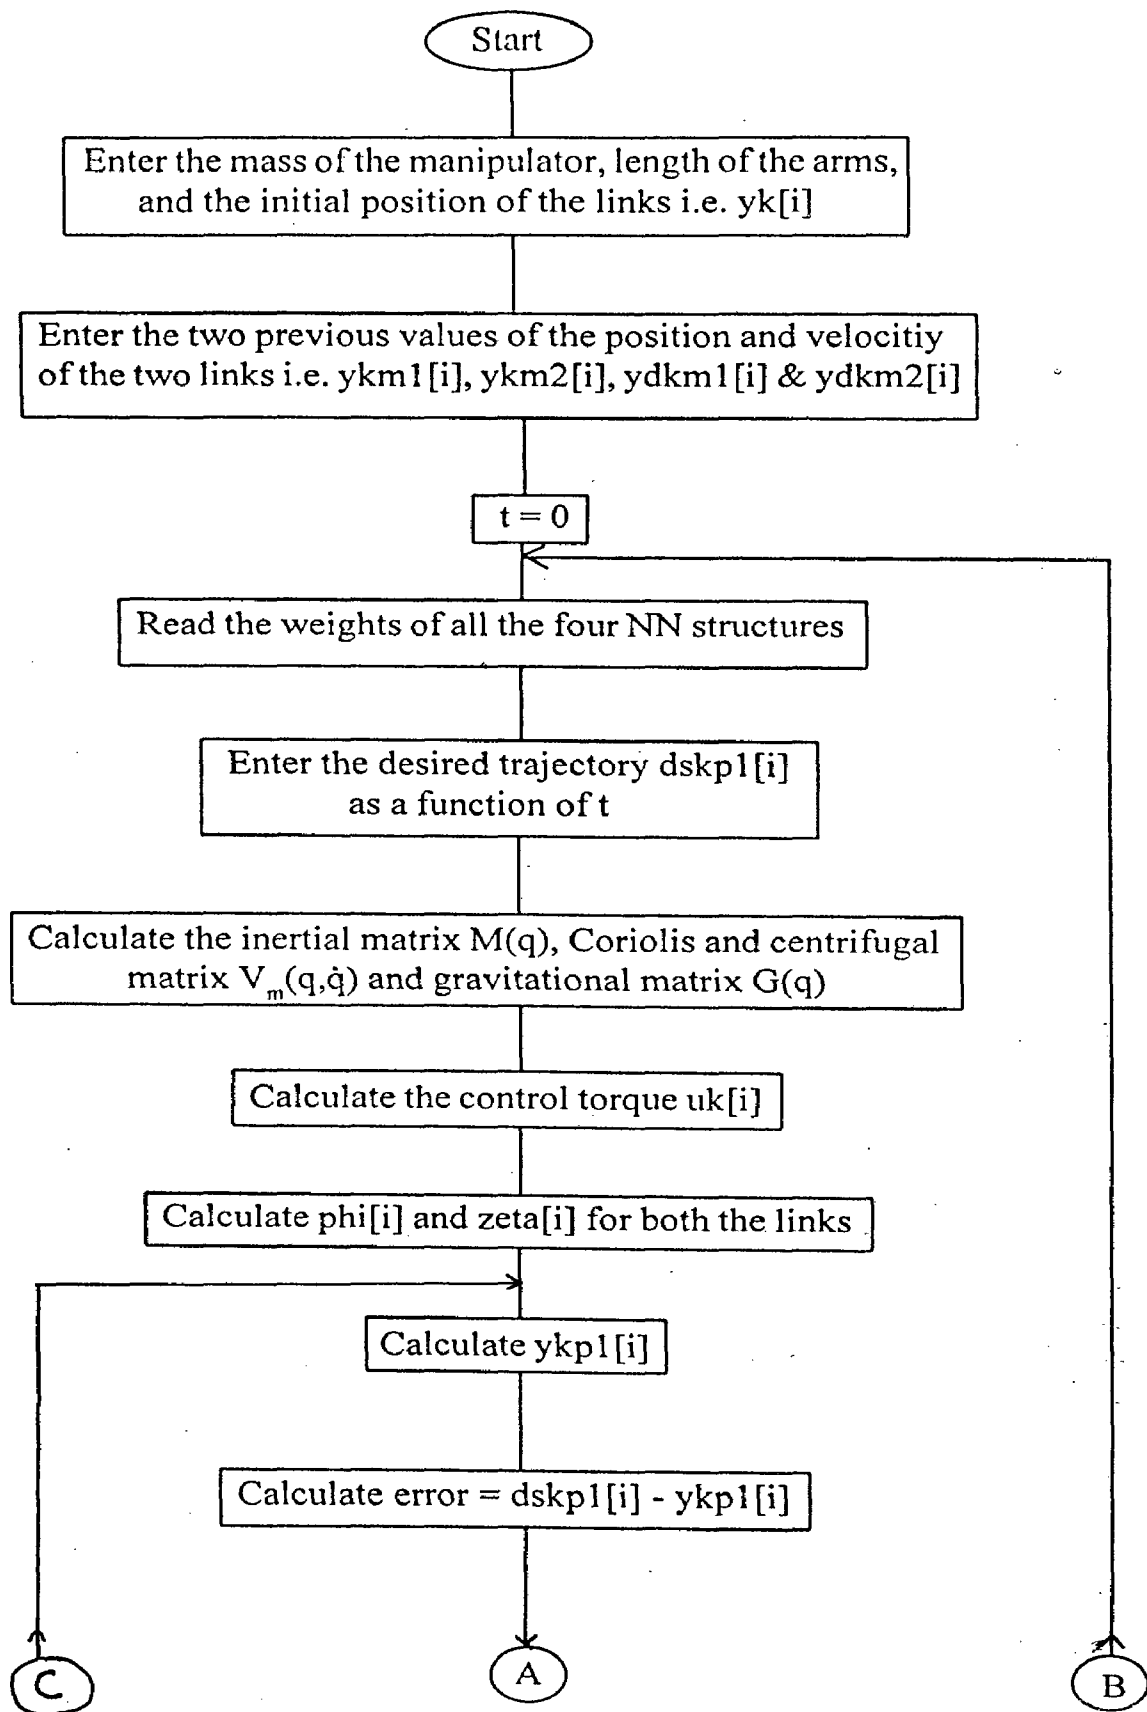 Start
Enter the mass of the manipulator, length of the arms,
and the initial position of the links i.e. yk[i]
Enter the two previous values of the position and velocitiy
of the two links i.e. ykm1[i], ykm2[i], ydkm1[i] & ydkm2[i]
t = 0
Read the weights of all the four NN structures
Enter the desired trajectory dskp1[i]
as a function of t
Calculate the inertial matrix M(q), Coriolis and centrifugal
matrix Vm(q,q̇) and gravitational matrix G(q)
Calculate the control torque uk[i]
Calculate phi[i] and zeta[i] for both the links
Calculate ykp1[i]
Calculate error = dskp1[i] - ykp1[i]
C
A
B